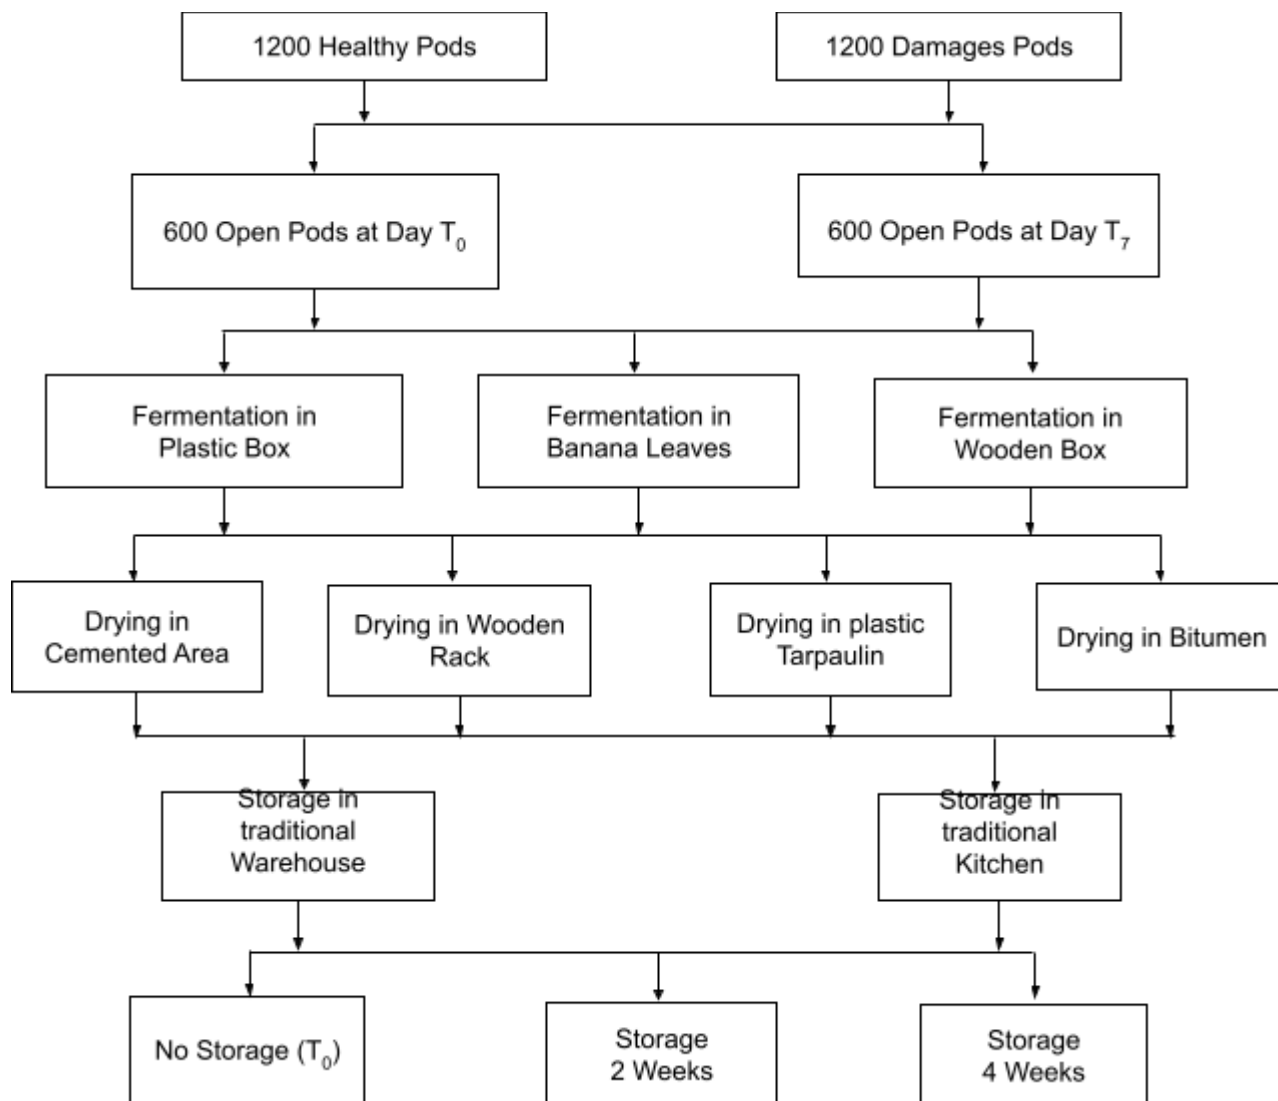 1200 Healthy Pods
1200 Damages Pods
600 Open Pods at Day T₀
600 Open Pods at Day T₇
Fermentation in
Plastic Box
Fermentation in
Banana Leaves
Fermentation in
Wooden Box
Drying in
Cemented Area
Drying in Wooden
Rack
Drying in plastic
Tarpaulin
Drying in Bitumen
Storage in
traditional
Warehouse
Storage in
traditional
Kitchen
No Storage (T₀)
Storage
2 Weeks
Storage
4 Weeks